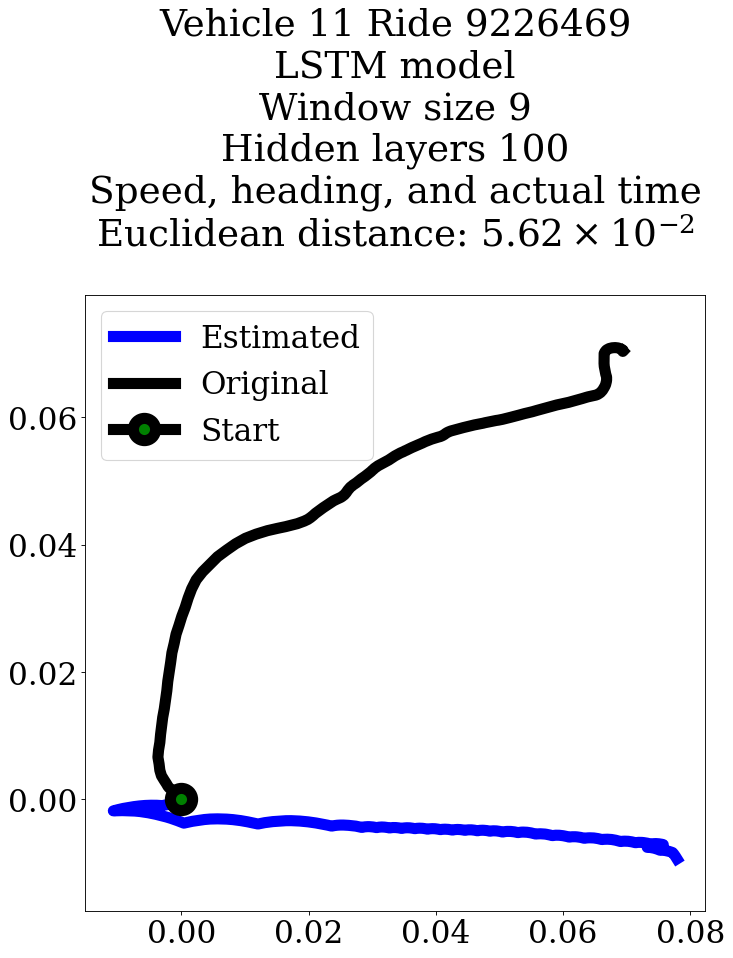 Vehicle 11 Ride 9226469
LSTM model
Window size 9
Hidden layers 100
Speed, heading, and actual time
Euclidean distance: 5.62 × 10⁻²
Estimated
Original
Start
0.06
0.04
0.02
0.00
0.00 0.02 0.04 0.06 0.08